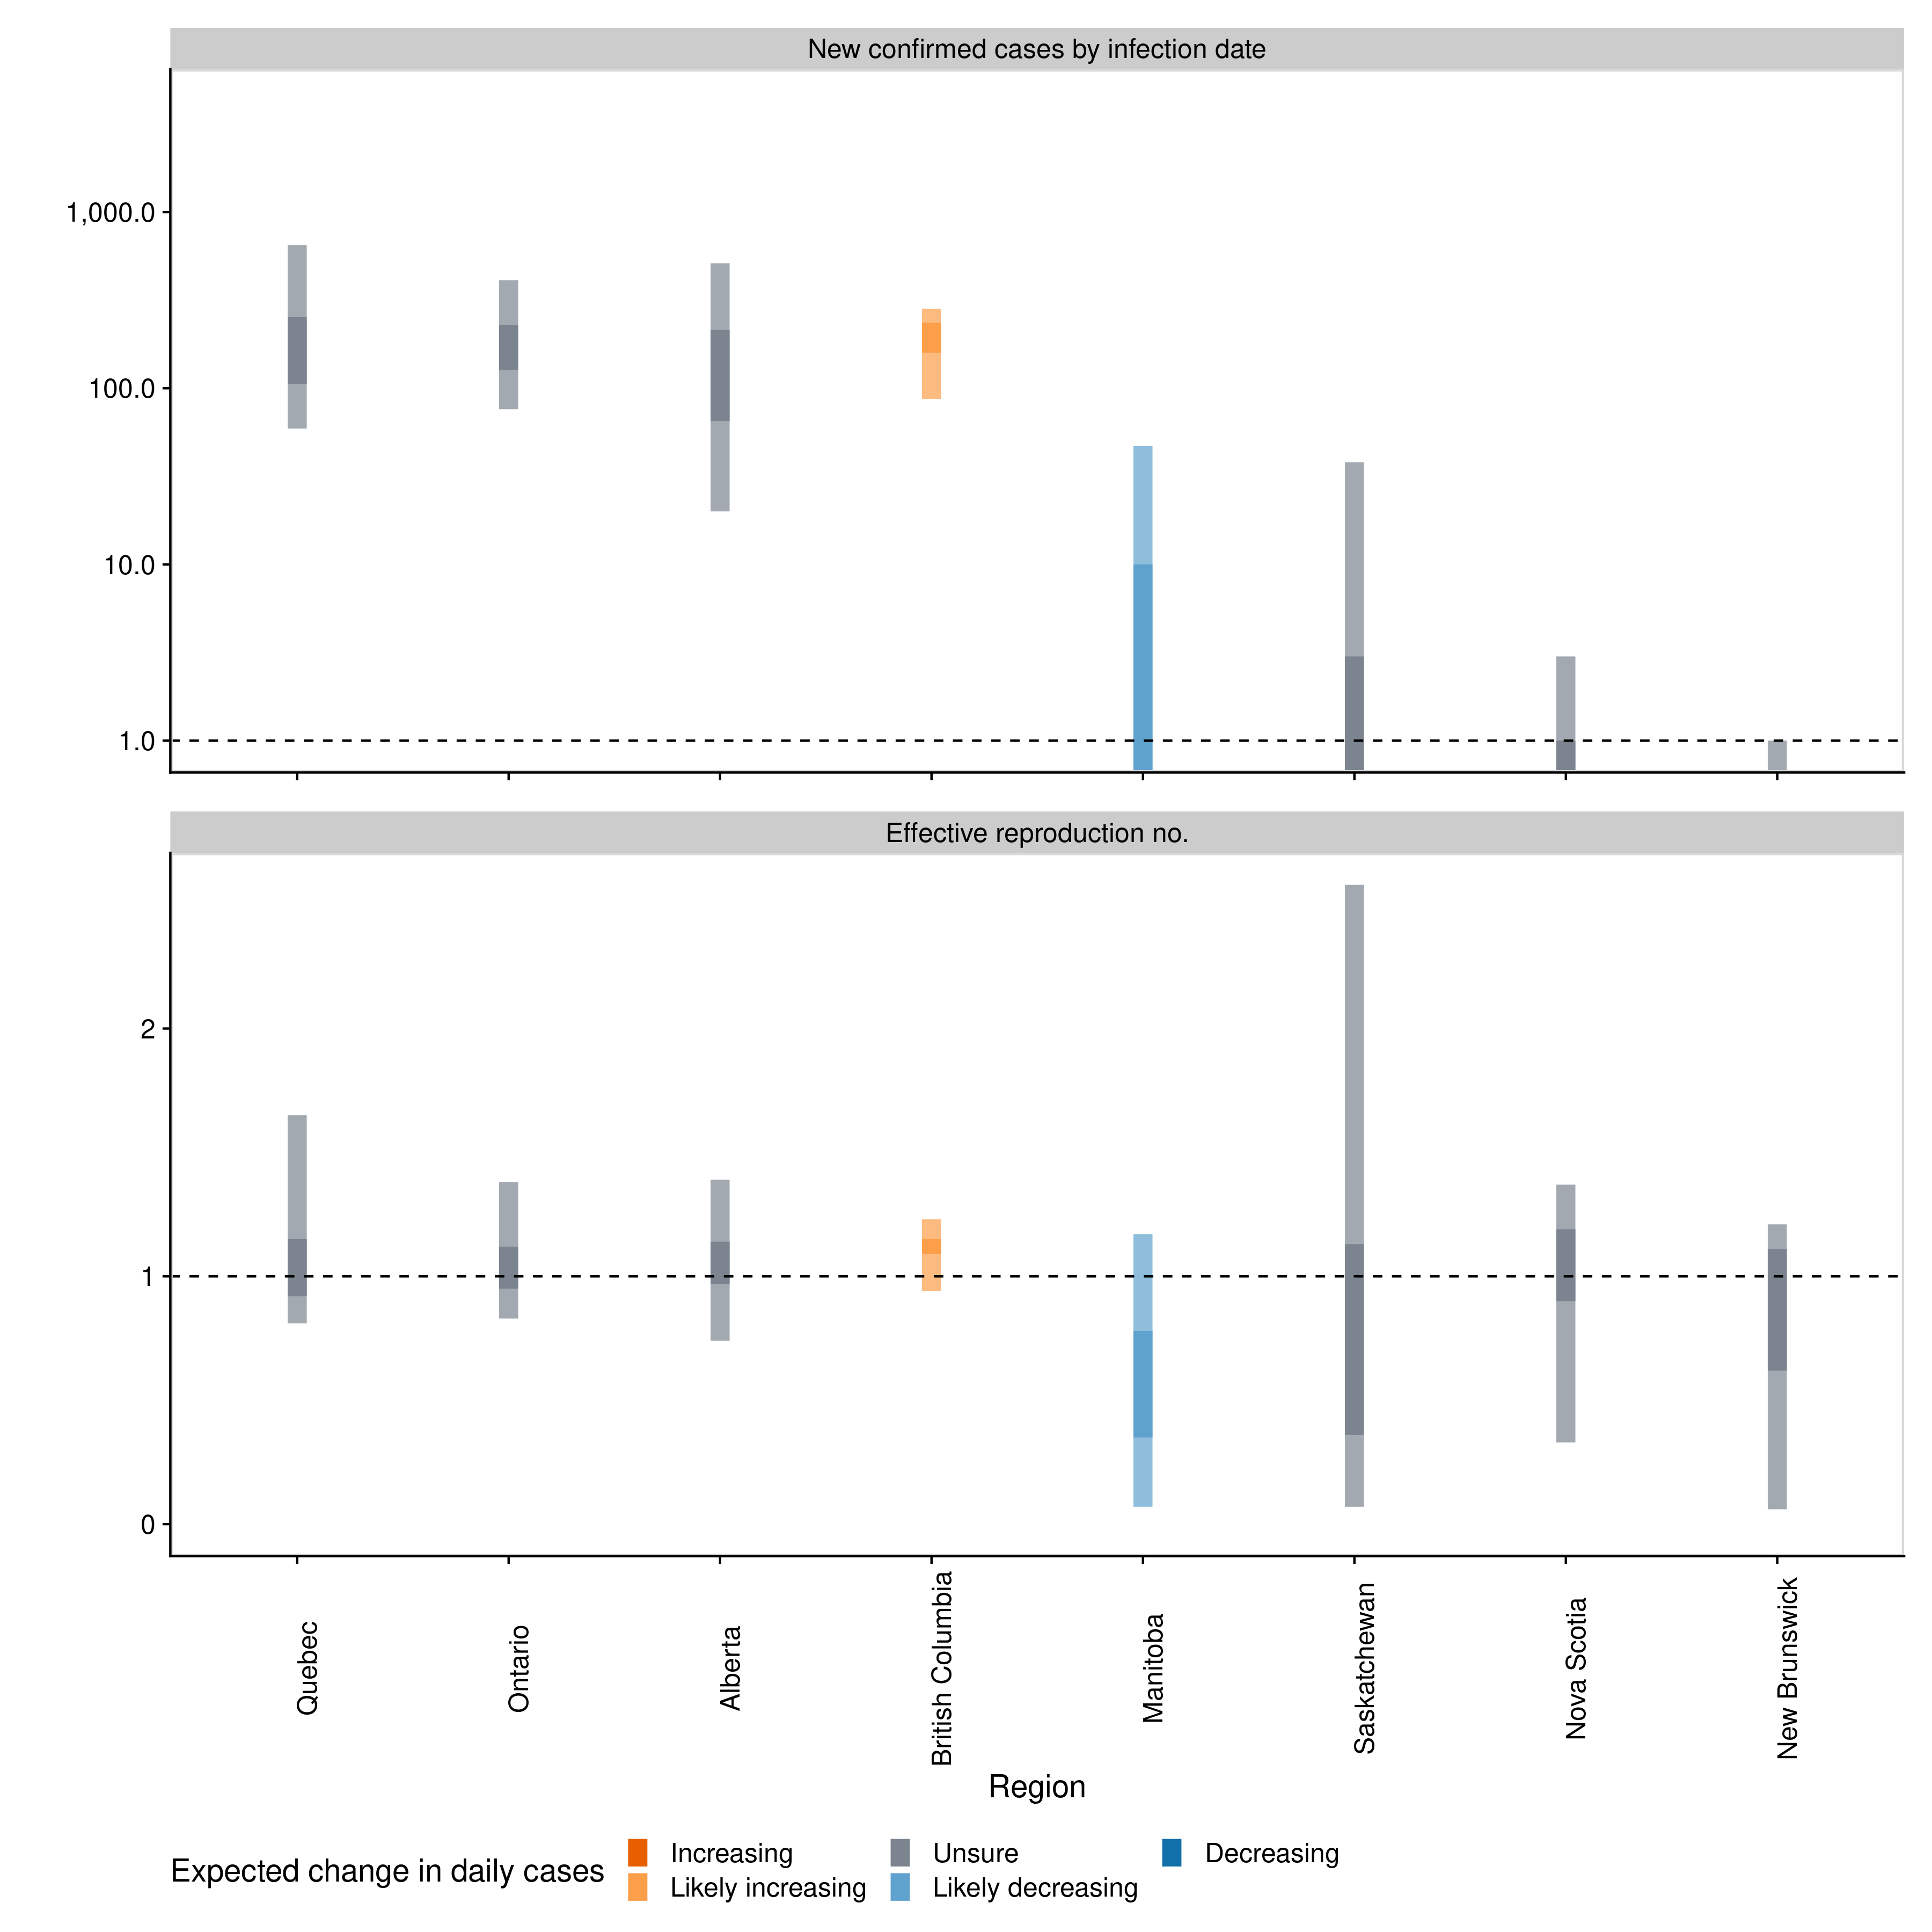 New confirmed cases by infection date
1,000.0
100.0
10.0
1.0
Effective reproduction no.
2
1
0
Quebec
Ontario
Alberta
British Columbia
Manitoba
Saskatchewan
Nova Scotia
New Brunswick
Region
Expected change in daily cases
Increasing
Unsure
Decreasing
Likely increasing
Likely decreasing